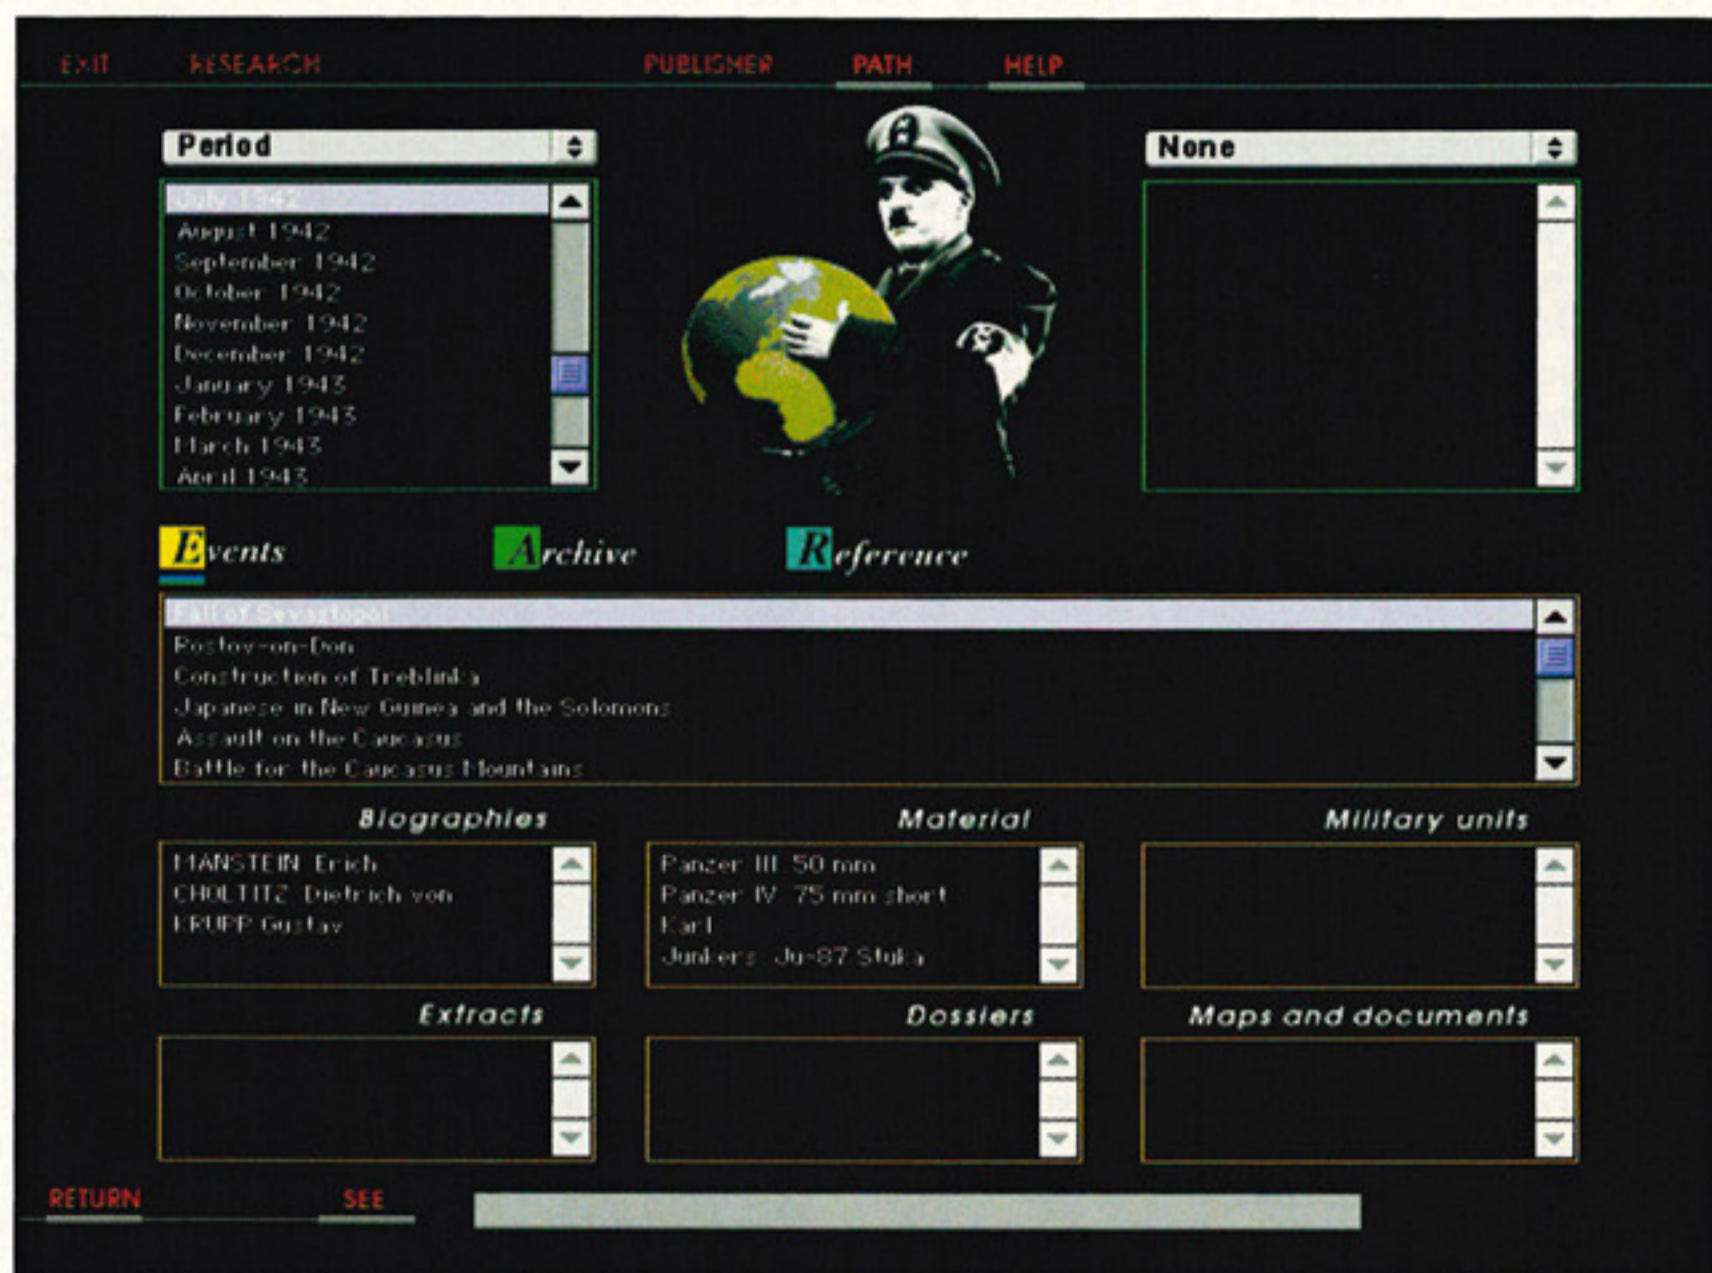 EXIT RESEARCH PUBLISHER PATH HELP
Period
None
July 1942
August 1942
September 1942
October 1942
November 1942
December 1942
January 1943
February 1943
March 1943
April 1943
Events Archive Reference
Fall of Sevastopol
Rostov-on-Don
Construction of Treblinka
Japanese in New Guinea and the Solomons
Assault on the Caucasus
Battle for the Caucasus Mountains
Biographies
MANSTEIN Erich
CHOLTITZ Dietrich von
KRUPP Gustav
Material
Panzer III 50 mm
Panzer IV 75 mm short
Karl
Junkers Ju-87 Stuka
Military units
Extracts
Dossiers
Maps and documents
RETURN SEE